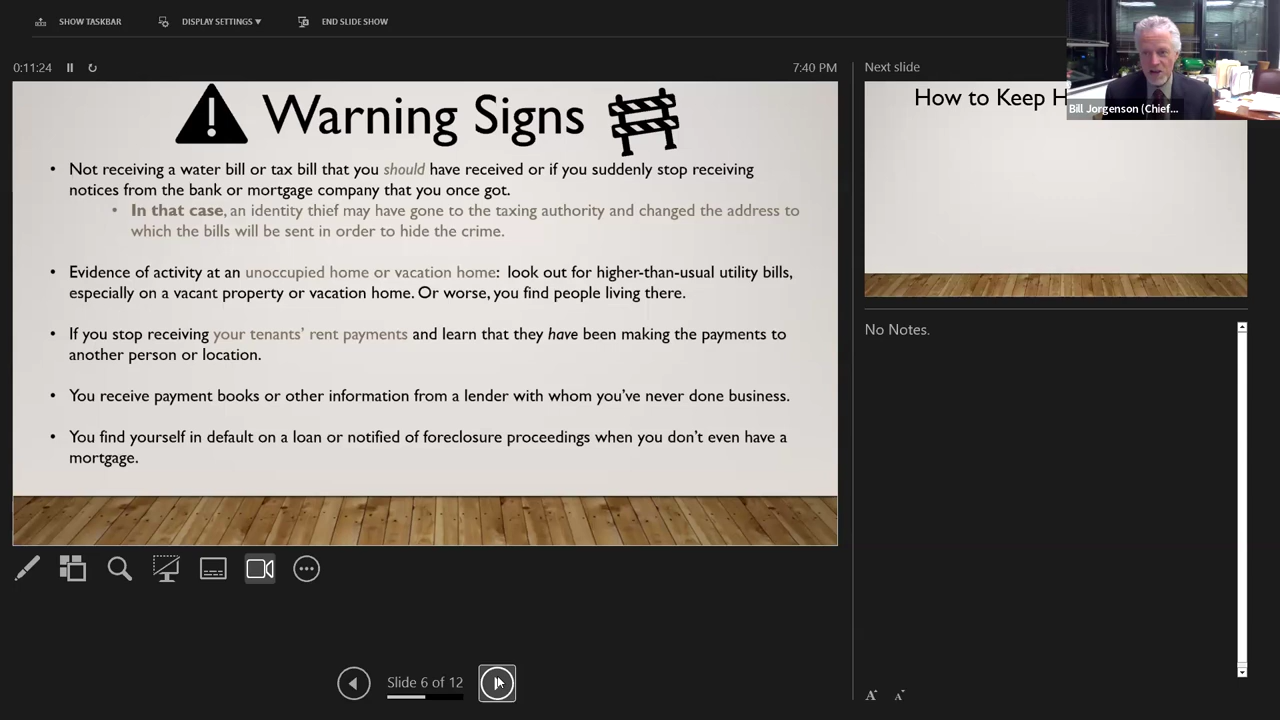 SHOW TASKBAR
DISPLAY SETTINGS ▼
END SLIDE SHOW
0:11:24
7:40 PM
Warning Signs
• Not receiving a water bill or tax bill that you should have received or if you suddenly stop receiving
notices from the bank or mortgage company that you once got.
• In that case, an identity thief may have gone to the taxing authority and changed the address to
which the bills will be sent in order to hide the crime.
• Evidence of activity at an unoccupied home or vacation home: look out for higher-than-usual utility bills,
especially on a vacant property or vacation home. Or worse, you find people living there.
• If you stop receiving your tenants’ rent payments and learn that they have been making the payments to
another person or location.
• You receive payment books or other information from a lender with whom you’ve never done business.
• You find yourself in default on a loan or notified of foreclosure proceedings when you don’t even have a
mortgage.
Slide 6 of 12
Next slide
How to Keep H
Bill Jorgenson (Chief...
No Notes.
A A